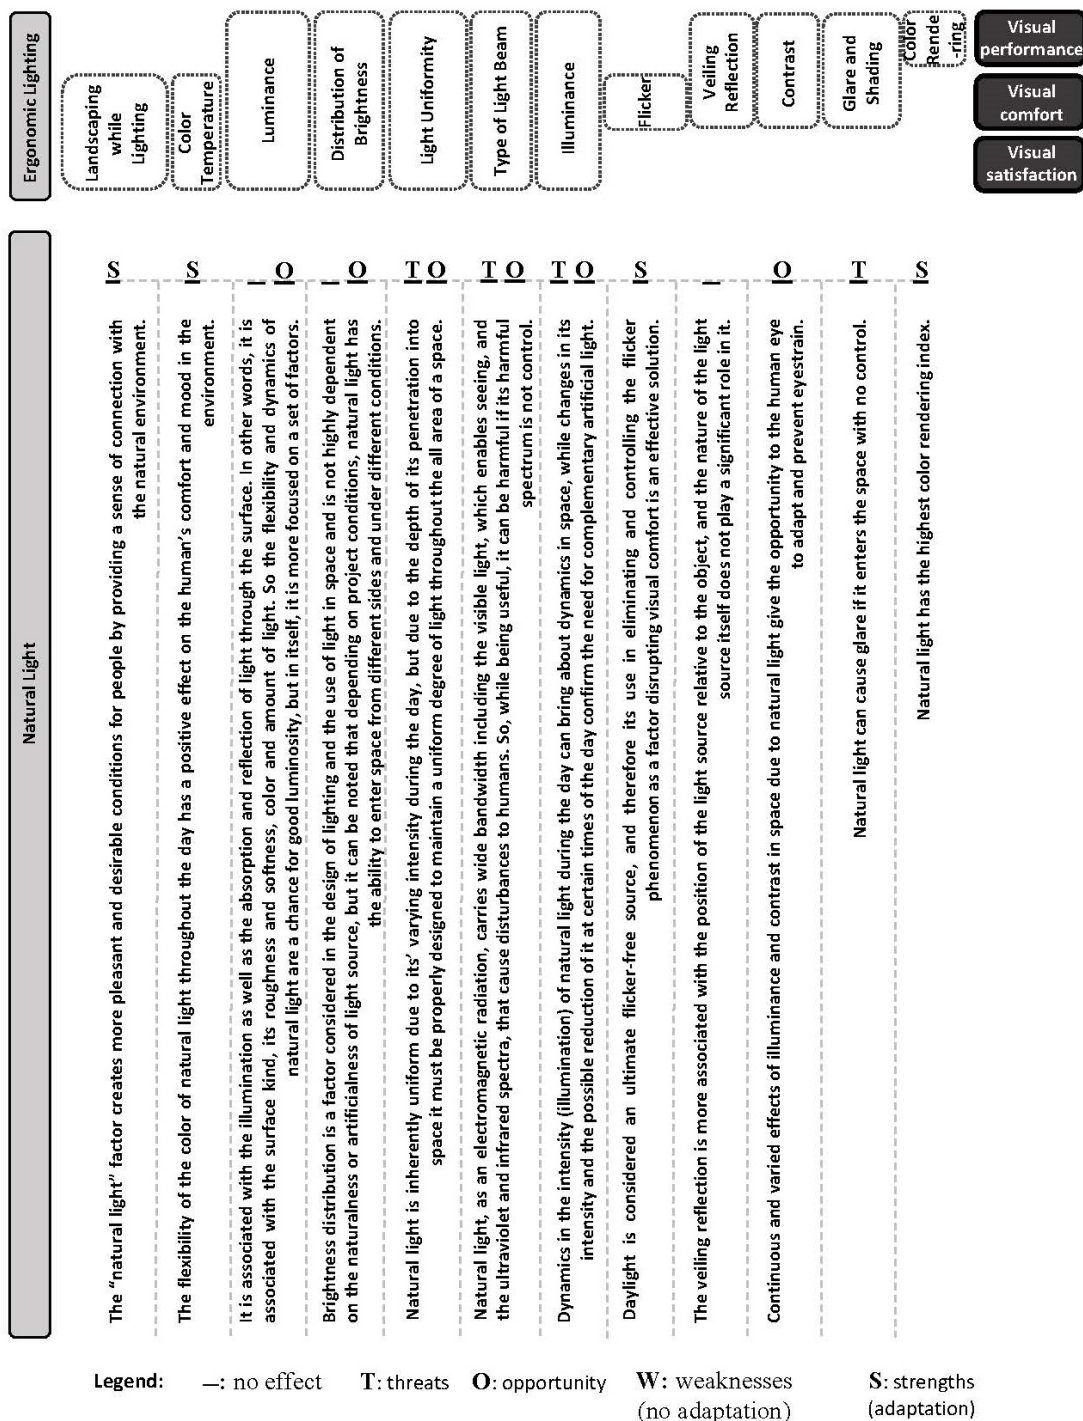 Ergonomic Lighting
Natural Light
Landscaping
while
Lighting
S
The “natural light” factor creates more pleasant and desirable conditions for people by providing a sense of connection with
the natural environment.
Color
Temperature
S
The flexibility of the color of natural light throughout the day has a positive effect on the human's comfort and mood in the
environment.
Luminance
_ O
It is associated with the illumination as well as the absorption and reflection of light through the surface. In other words, it is
associated with the surface kind, its roughness and softness, color and amount of light. So the flexibility and dynamics of
natural light are a chance for good luminosity, but in itself, it is more focused on a set of factors.
Distribution of
Brightness
_ O
Brightness distribution is a factor considered in the design of lighting and the use of light in space and is not highly dependent
on the naturalness or artificialness of light source, but it can be noted that depending on project conditions, natural light has
the ability to enter space from different sides and under different conditions.
Light Uniformity
T O
Natural light is inherently uniform due to its' varying intensity during the day, but due to the depth of its penetration into
space it must be properly designed to maintain a uniform degree of light throughout the all area of a space.
Type of Light Beam
T O
Natural light, as an electromagnetic radiation, carries wide bandwidth including the visible light, which enables seeing, and
the ultraviolet and infrared spectra, that cause disturbances to humans. So, while being useful, it can be harmful if its harmful
spectrum is not control.
Illuminance
T O
Dynamics in the intensity (illumination) of natural light during the day can bring about dynamics in space, while changes in its
intensity and the possible reduction of it at certain times of the day confirm the need for complementary artificial light.
Flicker
S
Daylight is considered an ultimate flicker-free source, and therefore its use in eliminating and controlling the flicker
phenomenon as a factor disrupting visual comfort is an effective solution.
Veiling
Reflection
_
The veiling reflection is more associated with the position of the light source relative to the object, and the nature of the light
source itself does not play a significant role in it.
Contrast
O
Continuous and varied effects of illuminance and contrast in space due to natural light give the opportunity to the human eye
to adapt and prevent eyestrain.
Glare and
Shading
T
Natural light can cause glare if it enters the space with no control.
Color
Rende
-ring
S
Natural light has the highest color rendering index.
Visual
performance
Visual
comfort
Visual
satisfaction
Legend: –: no effect T: threats O: opportunity W: weaknesses S: strengths
(no adaptation) (adaptation)